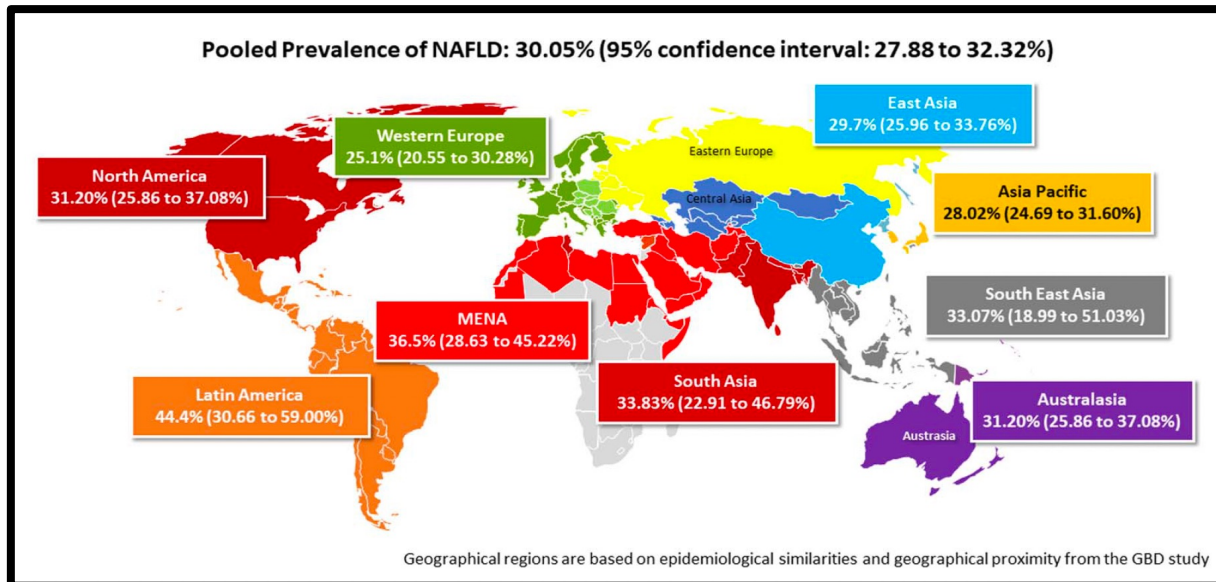 Pooled Prevalence of NAFLD: 30.05% (95% confidence interval: 27.88 to 32.32%)
East Asia
29.7% (25.96 to 33.76%)
Western Europe
25.1% (20.55 to 30.28%)
Eastern Europe
North America
31.20% (25.86 to 37.08%)
Central Asia
Asia Pacific
28.02% (24.69 to 31.60%)
South East Asia
33.07% (18.99 to 51.03%)
MENA
36.5% (28.63 to 45.22%)
South Asia
33.83% (22.91 to 46.79%)
Latin America
44.4% (30.66 to 59.00%)
Australasia
31.20% (25.86 to 37.08%)
Austrasia
Geographical regions are based on epidemiological similarities and geographical proximity from the GBD study